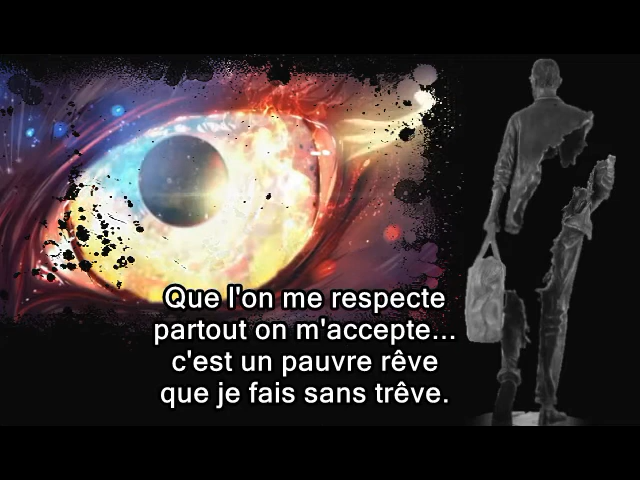 Que l'on me respecte
partout on m'accepte...
c'est un pauvre rêve
que je fais sans trêve.